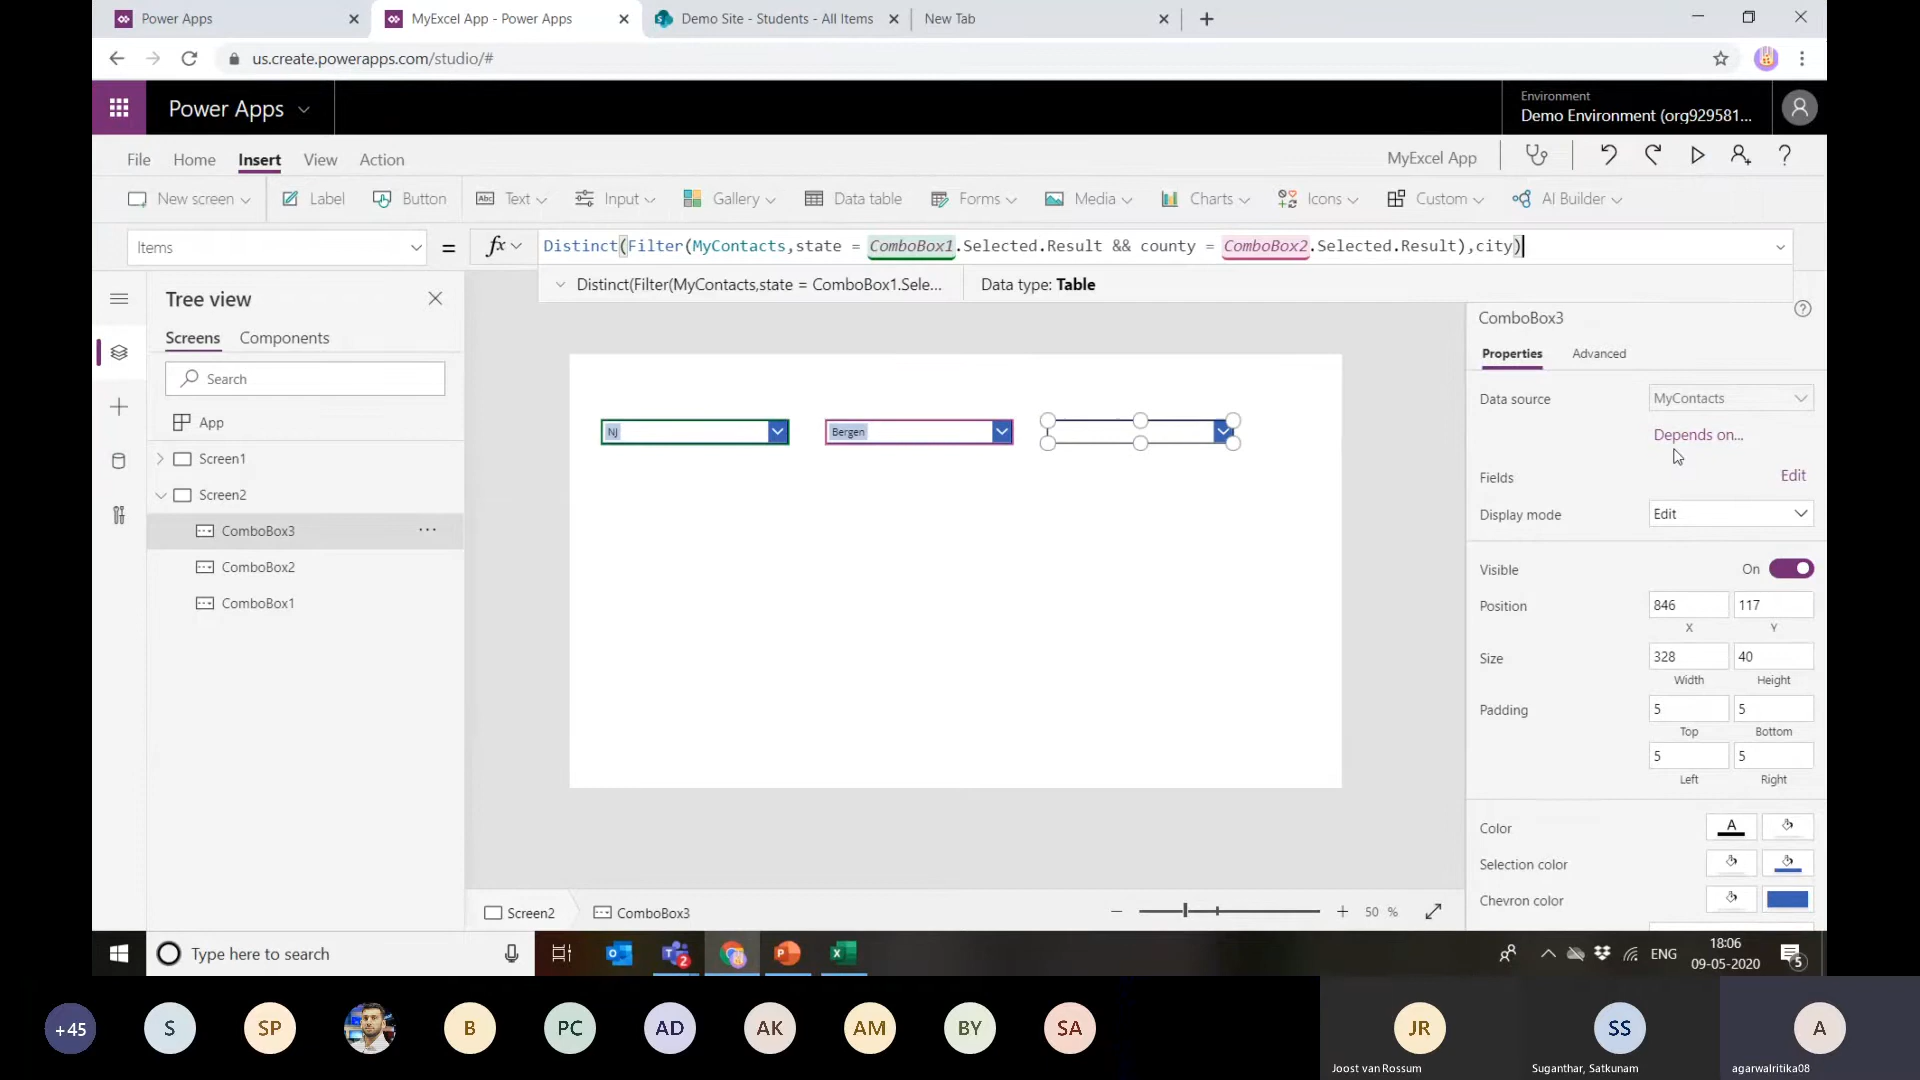 Power Apps
MyExcel App - Power Apps
Demo Site - Students - All Items
New Tab
us.create.powerapps.com/studio/#
Power Apps
Environment
Demo Environment (org929581...
File
Home
Insert
View
Action
MyExcel App
New screen
Label
Button
Text
Input
Gallery
Data table
Forms
Media
Charts
Icons
Custom
AI Builder
Items
=
fx
Distinct(Filter(MyContacts,state = ComboBox1.Selected.Result && county = ComboBox2.Selected.Result),city)
Distinct(Filter(MyContacts,state = ComboBox1.Sele...
Data type: Table
Tree view
Screens
Components
Search
App
Screen1
Screen2
ComboBox3
...
ComboBox2
ComboBox1
NJ
Bergen
ComboBox3
Properties
Advanced
Data source
MyContacts
Depends on...
Fields
Edit
Display mode
Edit
Visible
On
Position
846
117
X
Y
Size
328
40
Width
Height
Padding
5
5
Top
Bottom
5
5
Left
Right
Color
A
Selection color
Chevron color
Screen2
ComboBox3
50 %
Type here to search
2
ENG
18:06
09-05-2020
5
+45
S
SP
B
PC
AD
AK
AM
BY
SA
JR
Joost van Rossum
SS
Suganthar, Satkunam
A
agarwalritika08